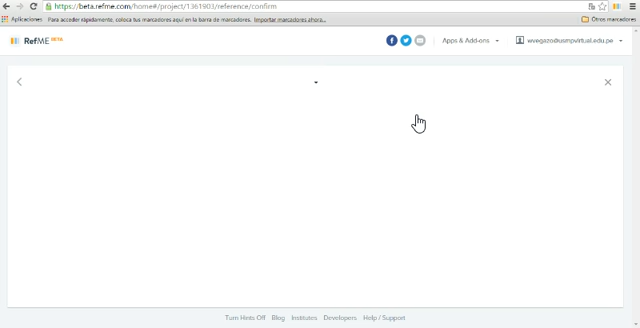 https://beta.refme.com/home#/project/1361903/reference/confirm
Aplicaciones Para acceder rápidamente, coloca tus marcadores aquí en la barra de marcadores. Importar marcadores ahora... Otros marcadores
RefME BETA Apps & Add-ons wvegazo@usmpvirtual.edu.pe
Turn Hints Off Blog Institutes Developers Help / Support